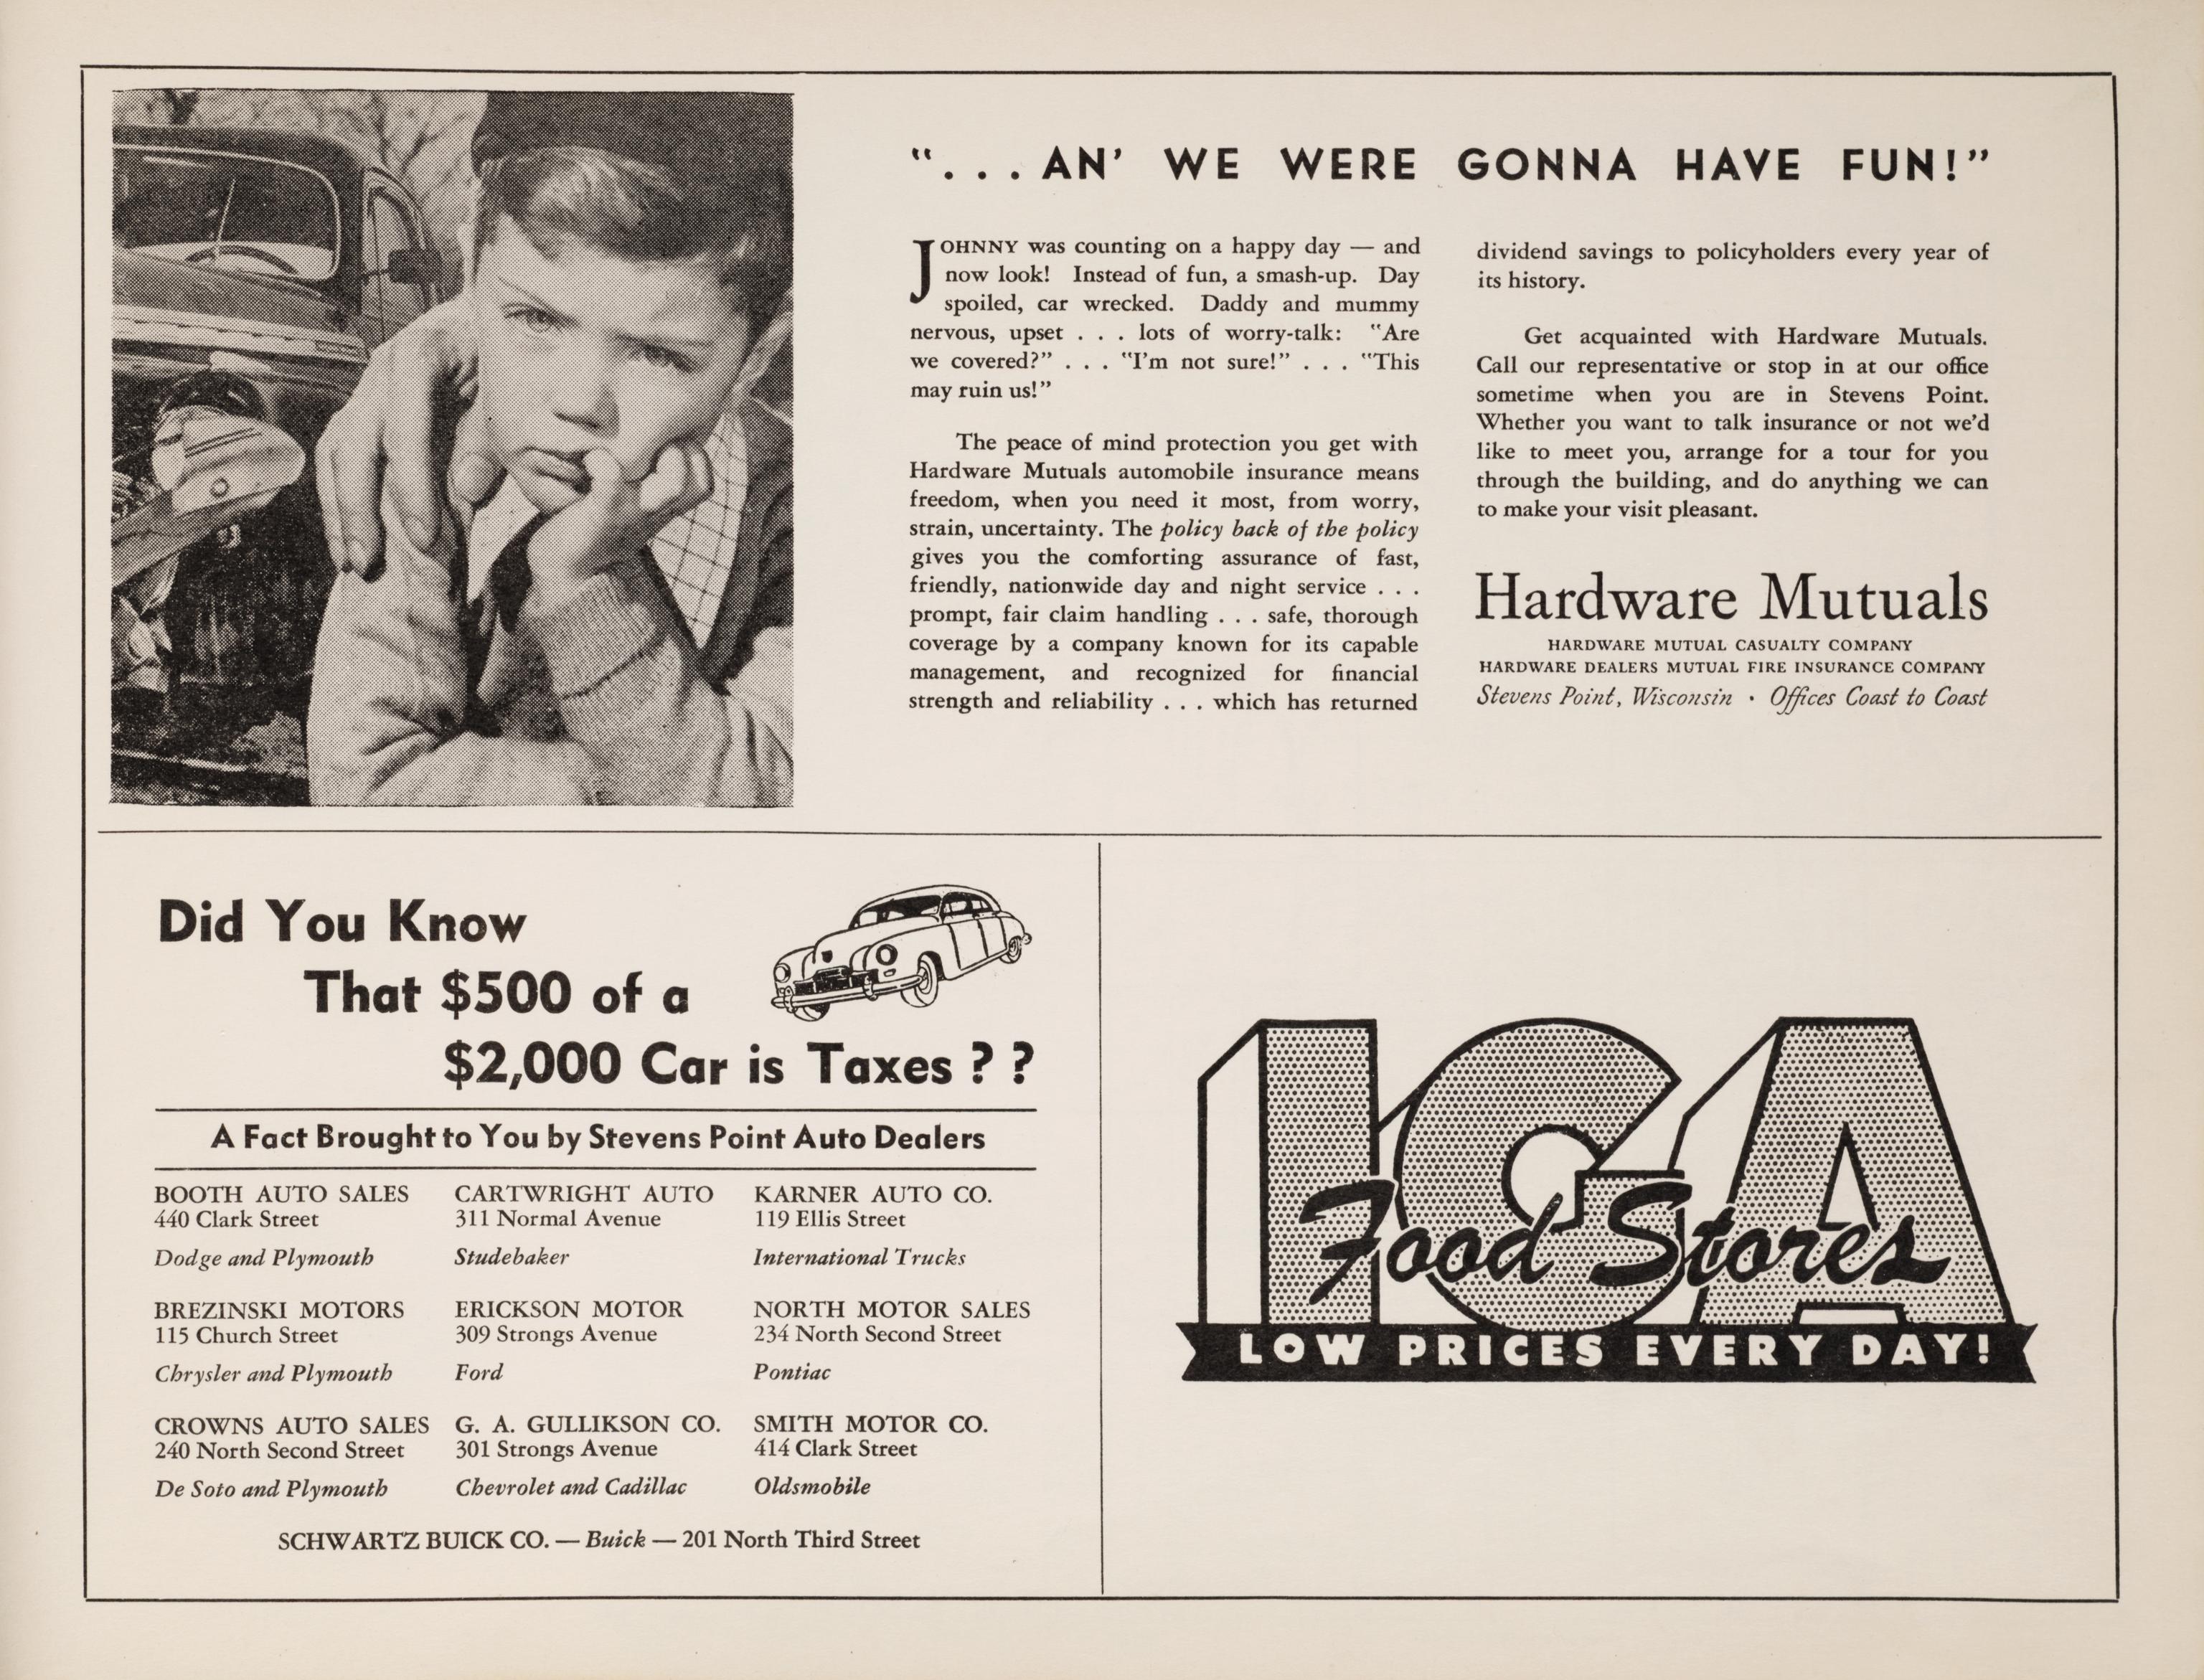 “. . . AN’ WE WERE GONNA HAVE FUN!”
JOHNNY was counting on a happy day — and
now look! Instead of fun, a smash-up. Day
spoiled, car wrecked. Daddy and mummy
nervous, upset . . . lots of worry-talk: “Are
we covered?” . . . “I’m not sure!” . . . “This
may ruin us!”
The peace of mind protection you get with
Hardware Mutuals automobile insurance means
freedom, when you need it most, from worry,
strain, uncertainty. The policy back of the policy
gives you the comforting assurance of fast,
friendly, nationwide day and night service . . .
prompt, fair claim handling . . . safe, thorough
coverage by a company known for its capable
management, and recognized for financial
strength and reliability . . . which has returned
dividend savings to policyholders every year of
its history.
Get acquainted with Hardware Mutuals.
Call our representative or stop in at our office
sometime when you are in Stevens Point.
Whether you want to talk insurance or not we’d
like to meet you, arrange for a tour for you
through the building, and do anything we can
to make your visit pleasant.
Hardware Mutuals
HARDWARE MUTUAL CASUALTY COMPANY
HARDWARE DEALERS MUTUAL FIRE INSURANCE COMPANY
Stevens Point, Wisconsin · Offices Coast to Coast
Did You Know
That $500 of a
$2,000 Car is Taxes ? ?
A Fact Brought to You by Stevens Point Auto Dealers
BOOTH AUTO SALES
440 Clark Street
Dodge and Plymouth
BREZINSKI MOTORS
115 Church Street
Chrysler and Plymouth
CROWNS AUTO SALES
240 North Second Street
De Soto and Plymouth
CARTWRIGHT AUTO
311 Normal Avenue
Studebaker
ERICKSON MOTOR
309 Strongs Avenue
Ford
G. A. GULLIKSON CO.
301 Strongs Avenue
Chevrolet and Cadillac
KARNER AUTO CO.
119 Ellis Street
International Trucks
NORTH MOTOR SALES
234 North Second Street
Pontiac
SMITH MOTOR CO.
414 Clark Street
Oldsmobile
SCHWARTZ BUICK CO. — Buick — 201 North Third Street
IGA
Food Stores
LOW PRICES EVERY DAY!